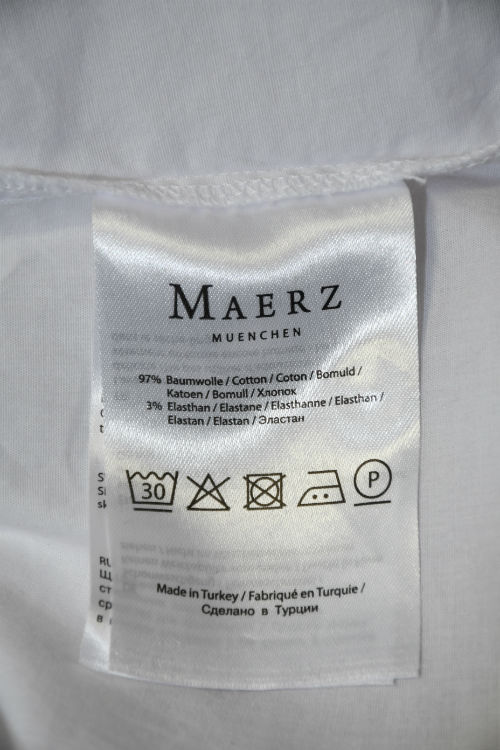 MAERZ
MUENCHEN
97% Baumwolle / Cotton / Coton / Bomuld /
Katoen / Bomull / Хлопок
3% Elasthan / Elastane / Elasthanne / Elasthan /
Elastan / Elastan / Эластан
30
P
Made in Turkey / Fabriqué en Turquie /
Сделано в Турции